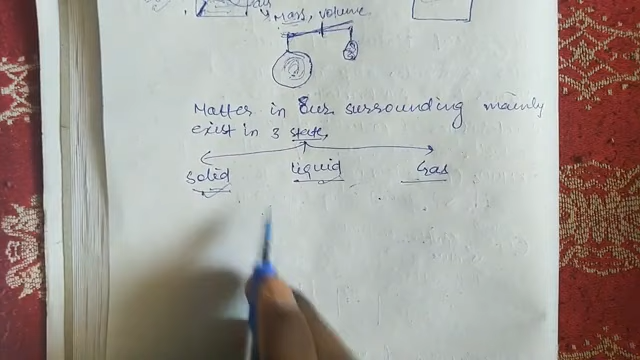 Mass, volume
Matter in our surrounding mainly
exist in 3 state,
Solid liquid Gas